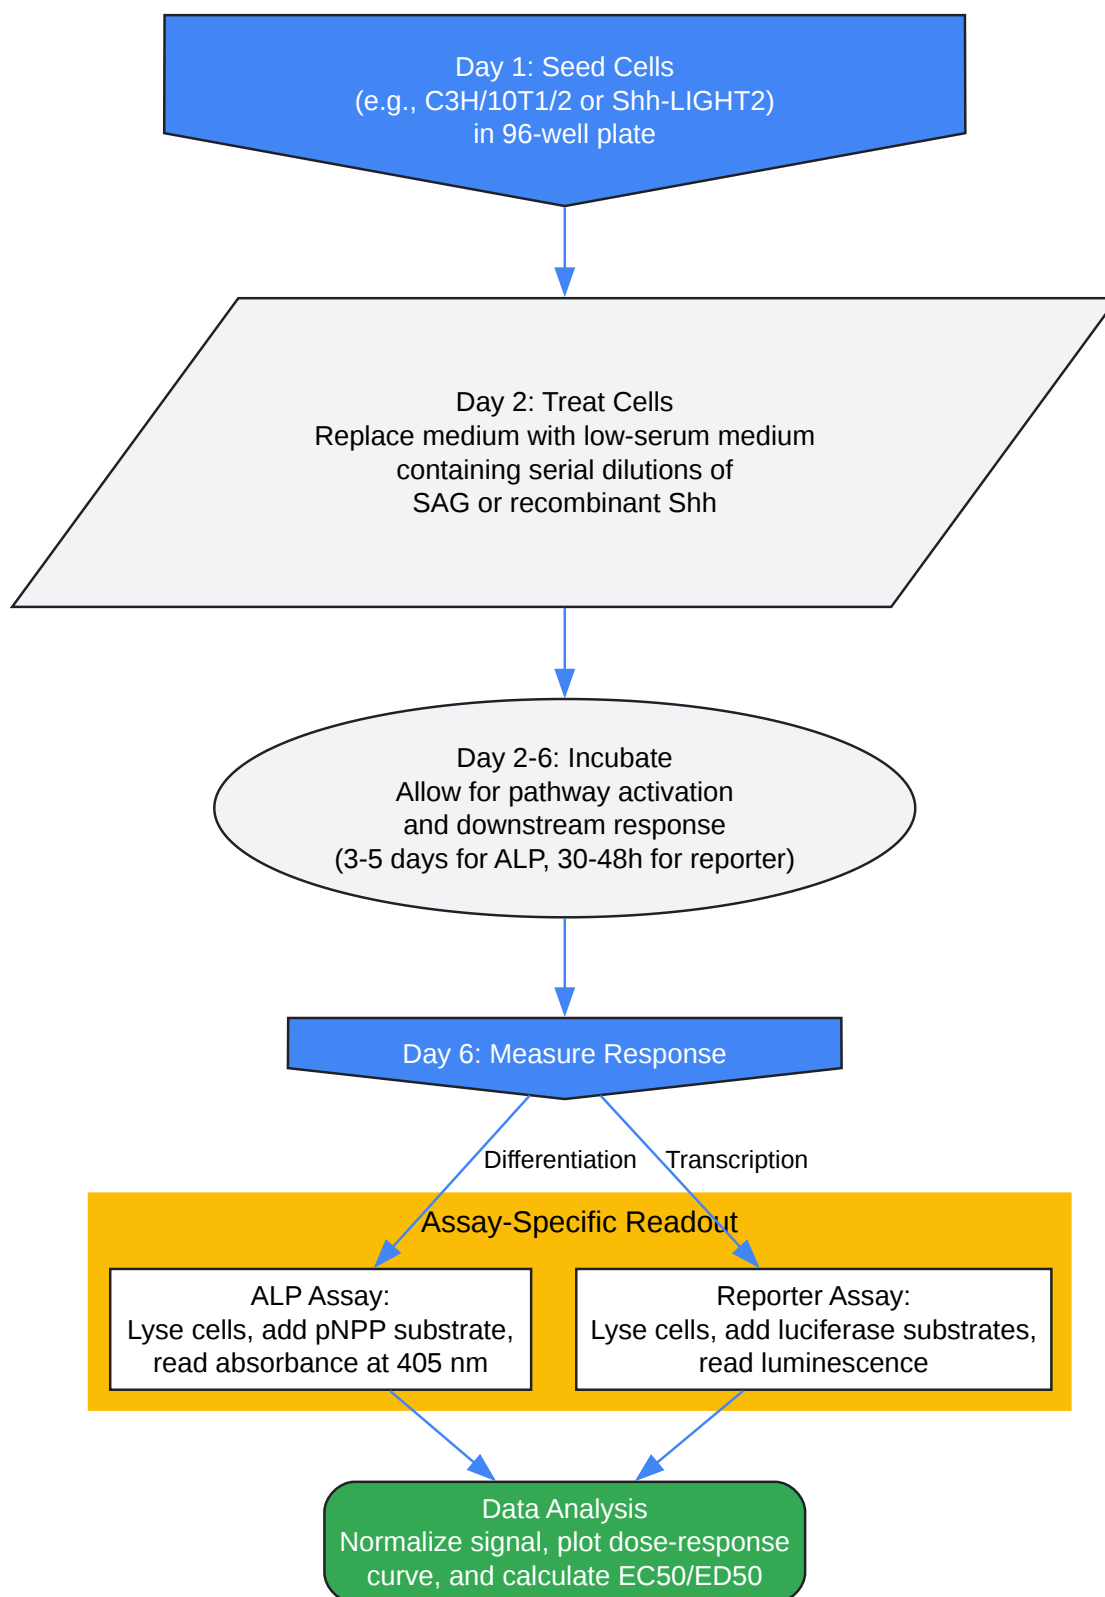 Day 1: Seed Cells
(e.g., C3H/10T1/2 or Shh-LIGHT2)
in 96-well plate
Day 2: Treat Cells
Replace medium with low-serum medium
containing serial dilutions of
SAG or recombinant Shh
Day 2-6: Incubate
Allow for pathway activation
and downstream response
(3-5 days for ALP, 30-48h for reporter)
Day 6: Measure Response
Differentiation
Transcription
Assay-Specific Readout
ALP Assay:
Lyse cells, add pNPP substrate,
read absorbance at 405 nm
Reporter Assay:
Lyse cells, add luciferase substrates,
read luminescence
Data Analysis
Normalize signal, plot dose-response
curve, and calculate EC50/ED50